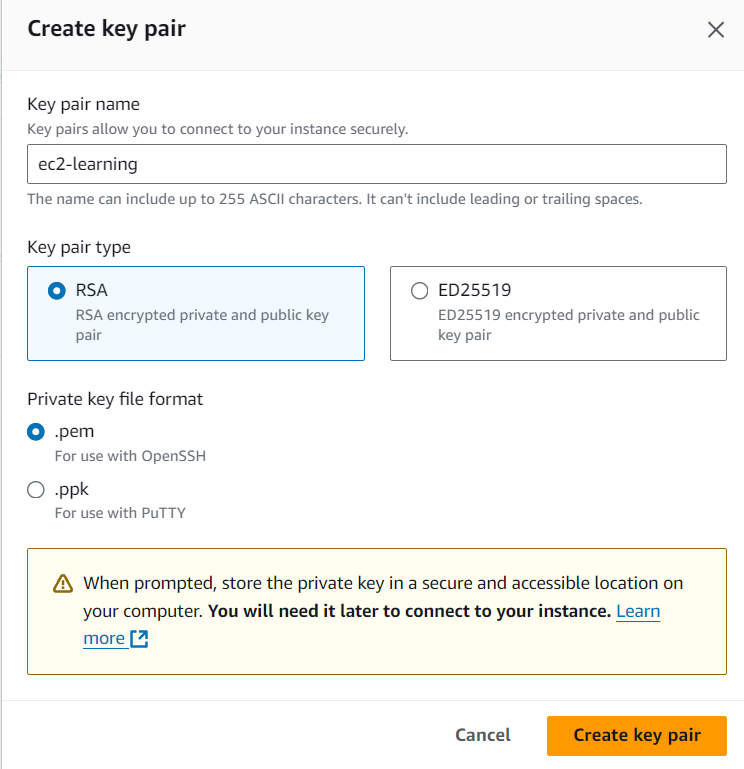 Create key pair
Key pair name
Key pairs allow you to connect to your instance securely.
ec2-learning
The name can include up to 255 ASCII characters. It can't include leading or trailing spaces.
Key pair type
RSA
RSA encrypted private and public key
pair
ED25519
ED25519 encrypted private and public
key pair
Private key file format
.pem
For use with OpenSSH
.ppk
For use with PuTTY
When prompted, store the private key in a secure and accessible location on
your computer. You will need it later to connect to your instance. Learn
more
Cancel
Create key pair